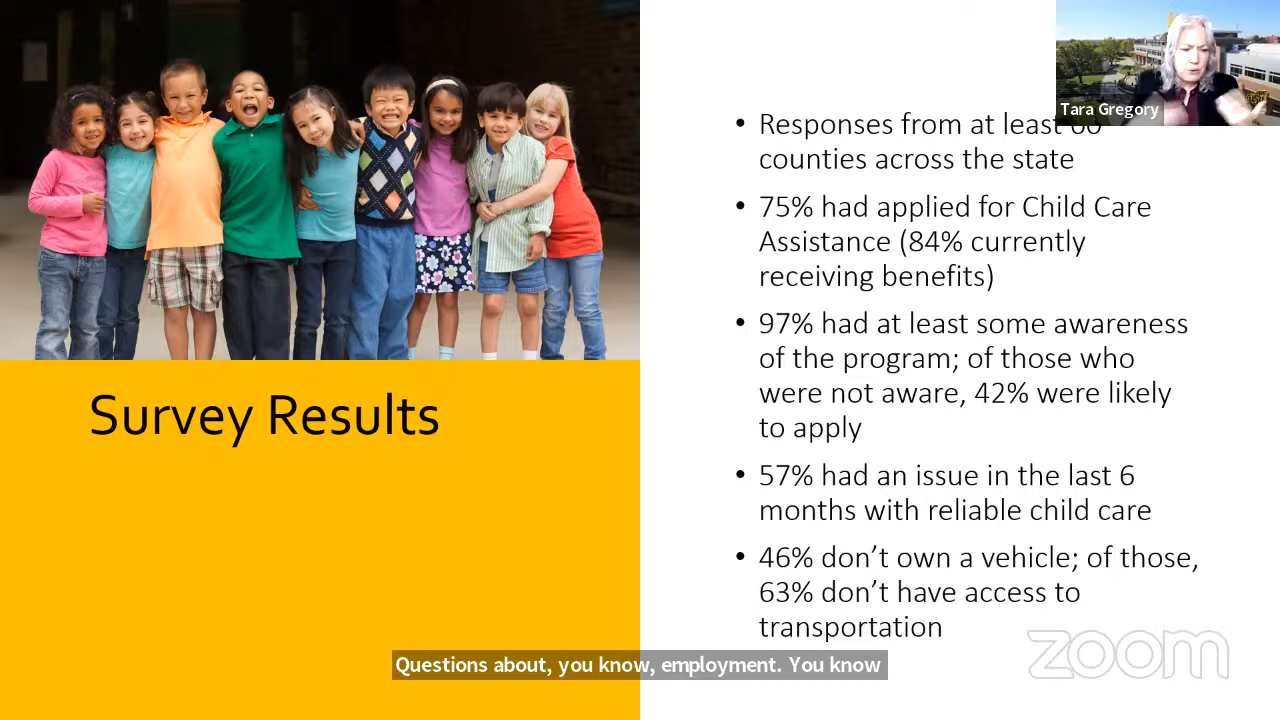 Tara Gregory
• Responses from at least
counties across the state
• 75% had applied for Child Care
Assistance (84% currently
receiving benefits)
• 97% had at least some awareness
of the program; of those who
were not aware, 42% were likely
to apply
• 57% had an issue in the last 6
months with reliable child care
• 46% don’t own a vehicle; of those,
63% don’t have access to
transportation
Survey Results
Questions about, you know, employment. You know
zoom